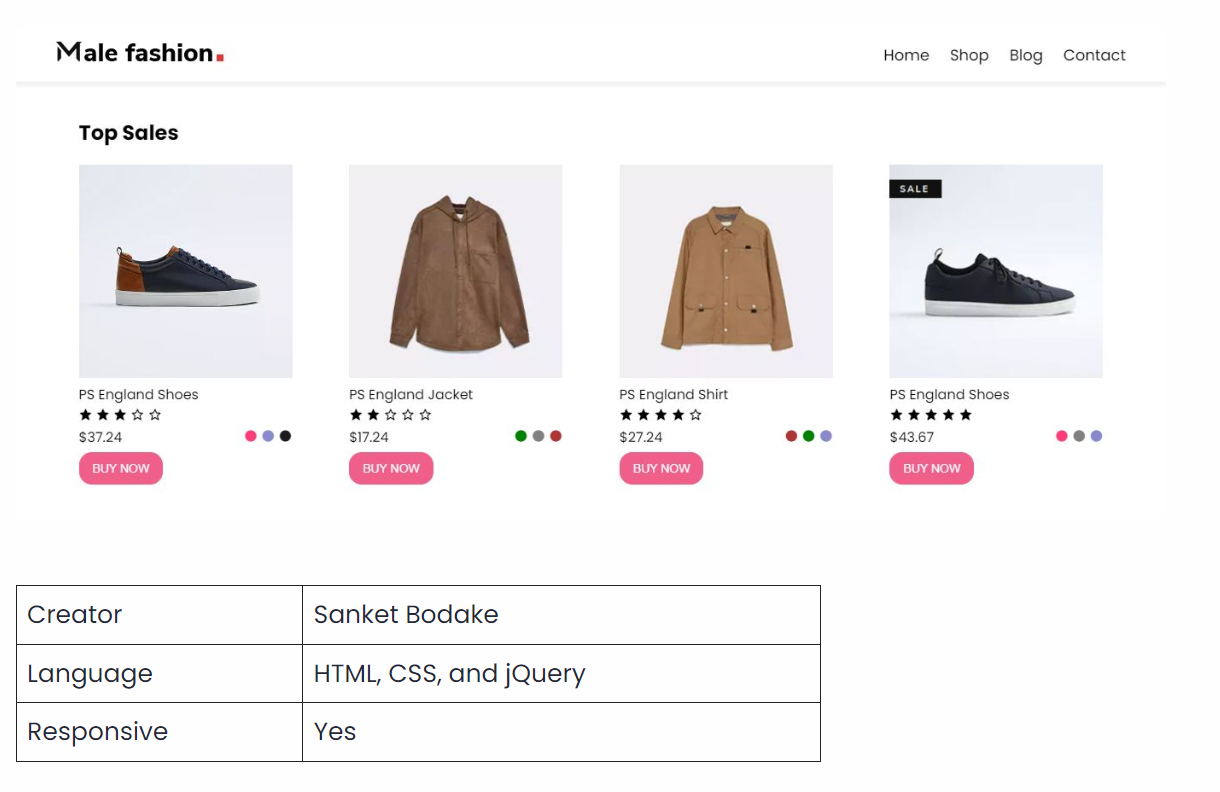 Male fashion.
Home Shop Blog Contact
Top Sales
SALE
PS England Shoes PS England Jacket PS England Shirt PS England Shoes
$37.24 $17.24 $27.24 $43.67
BUY NOW BUY NOW BUY NOW BUY NOW
Creator Sanket Bodake
Language HTML, CSS, and jQuery
Responsive Yes